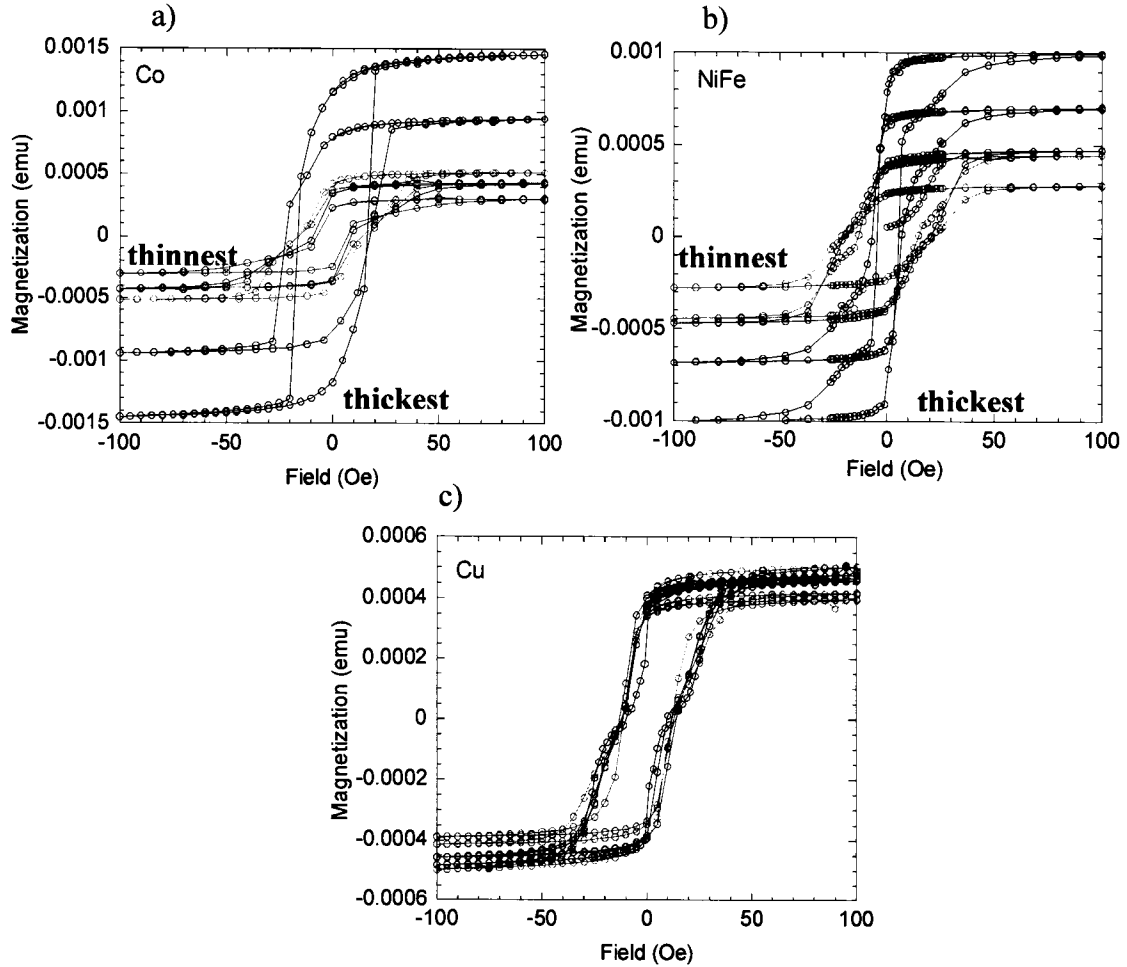 a)
Co
0.0015
0.001
0.0005
0
-0.0005
-0.001
-0.0015
Magnetization (emu)
thinnest
thickest
-100 -50 0 50 100
Field (Oe)
b)
NiFe
0.001
0.0005
0
-0.0005
-0.001
Magnetization (emu)
thinnest
thickest
-100 -50 0 50 100
Field (Oe)
c)
Cu
0.0006
0.0004
0.0002
0
-0.0002
-0.0004
-0.0006
Magnetization (emu)
-100 -50 0 50 100
Field (Oe)